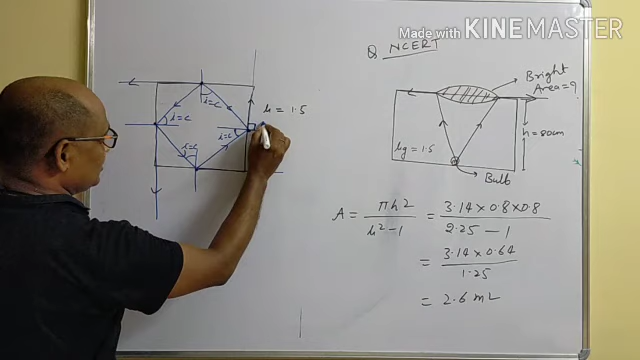 Made with KINEMASTER
Q. NCERT
Bright
Area = ?
i=c
μ = 1.5
i=c
i=c
i=c
h = 80cm
μg = 1.5
Bulb
A = πh2 / μ2-1 = 3.14 × 0.8 × 0.8 / 2.25 - 1
= 3.14 × 0.64 / 1.25
= 2.6 m2